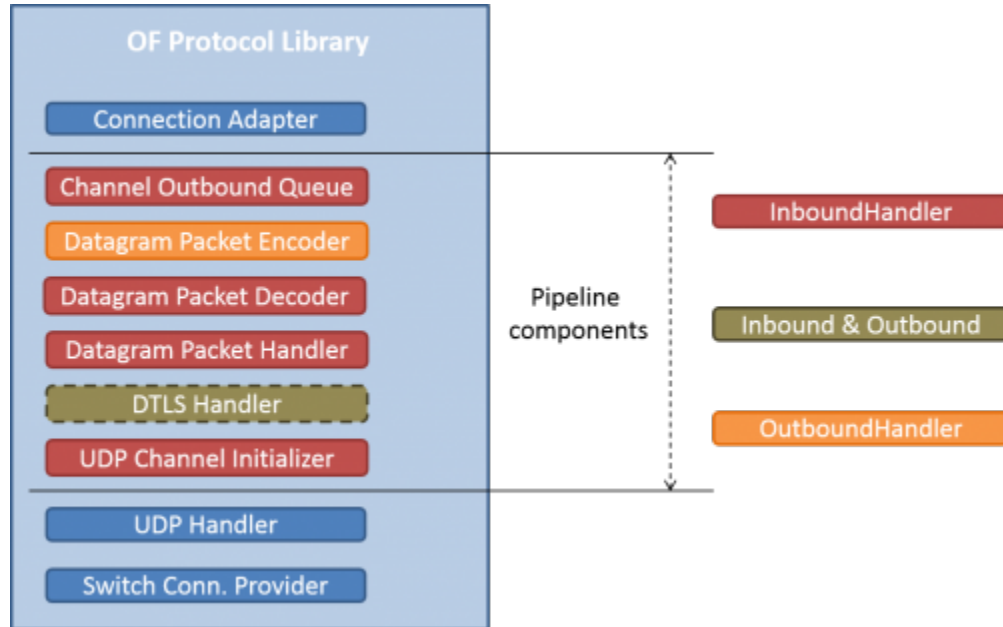 OF Protocol Library
Connection Adapter
Channel Outbound Queue
Datagram Packet Encoder
Datagram Packet Decoder
Datagram Packet Handler
DTLS Handler
UDP Channel Initializer
UDP Handler
Switch Conn. Provider
Pipeline
components
InboundHandler
Inbound & Outbound
OutboundHandler